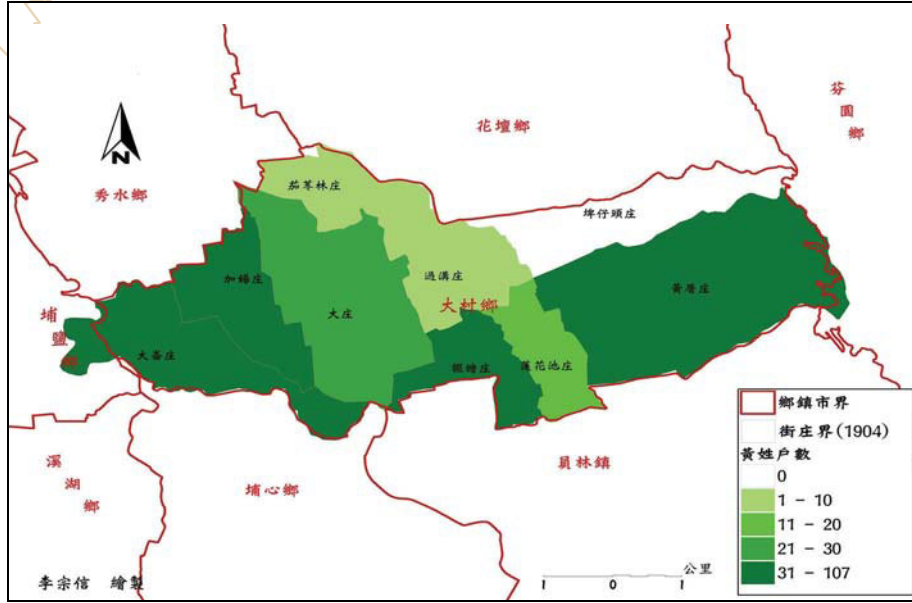 花壇鄉
芬園鄉
秀水鄉
茄苳林庄
埤仔頭庄
加錫庄
過溝庄
大村鄉
黃厝庄
大庄
埔鹽
大崙庄
蓮花池庄
員林鎮
溪湖鄉
埔心鄉
N
鄉鎮市界
街庄界(1904)
黃姓戶數
0
1 - 10
11 - 20
21 - 30
31 - 107
李宗信 繪製
公里
1 0 1